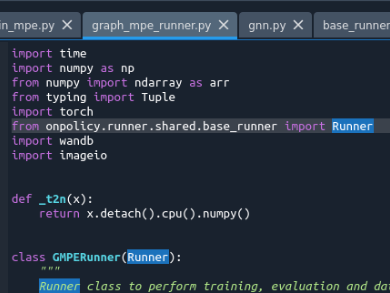 in_mpe.py × graph_mpe_runner.py × gnn.py × base_runner
import time
import numpy as np
from numpy import ndarray as arr
from typing import Tuple
import torch
from onpolicy.runner.shared.base_runner import Runner
import wandb
import imageio
def _t2n(x):
return x.detach().cpu().numpy()
class GMPERunner(Runner):
"""
Runner class to perform training, evaluation and da